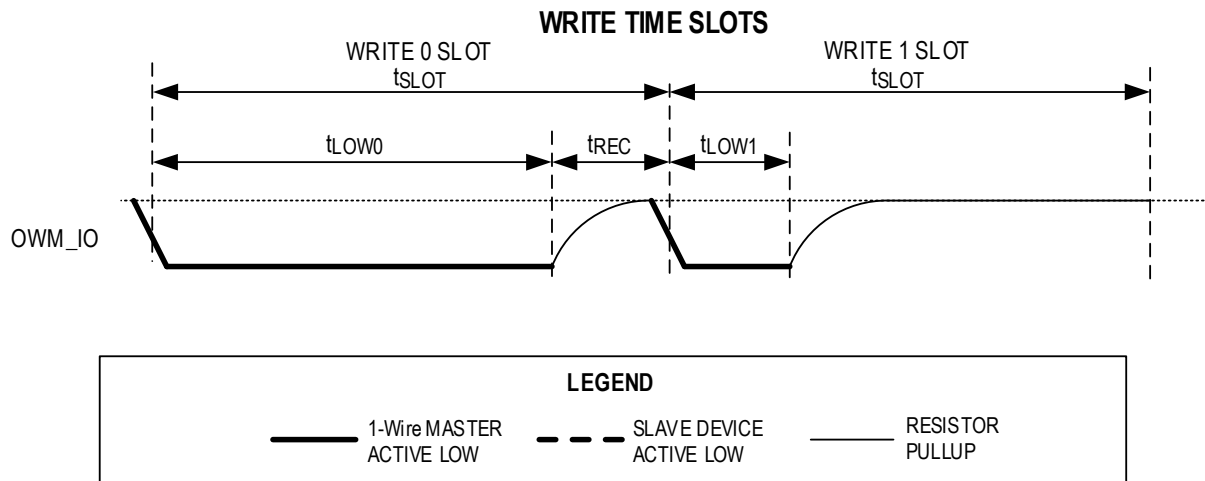 WRITE TIME SLOTS
WRITE 0 SLOT
tSLOT
WRITE 1 SLOT
tSLOT
tLOW0
tREC
tLOW1
OWM_IO
LEGEND
1-Wire MASTER
ACTIVE LOW
SLAVE DEVICE
ACTIVE LOW
RESISTOR
PULLUP